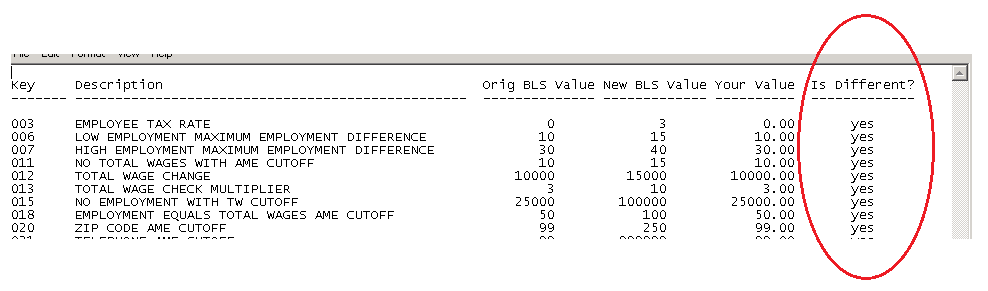 File Edit Format View Help
Key Description Orig BLS Value New BLS Value Your Value Is Different?
------- ------------------------------------------------- -------------- ------------- ---------- -------------
003 EMPLOYEE TAX RATE 0 3 0.00 yes
006 LOW EMPLOYMENT MAXIMUM EMPLOYMENT DIFFERENCE 10 15 10.00 yes
007 HIGH EMPLOYMENT MAXIMUM EMPLOYMENT DIFFERENCE 30 40 30.00 yes
011 NO TOTAL WAGES WITH AME CUTOFF 10 15 10.00 yes
012 TOTAL WAGE CHANGE 10000 15000 10000.00 yes
013 TOTAL WAGE CHECK MULTIPLIER 3 10 3.00 yes
015 NO EMPLOYMENT WITH TW CUTOFF 25000 100000 25000.00 yes
018 EMPLOYMENT EQUALS TOTAL WAGES AME CUTOFF 50 100 50.00 yes
020 ZIP CODE AME CUTOFF 99 250 99.00 yes
021 TELEPHONE AME CUTOFF 99 999999 99.00 yes